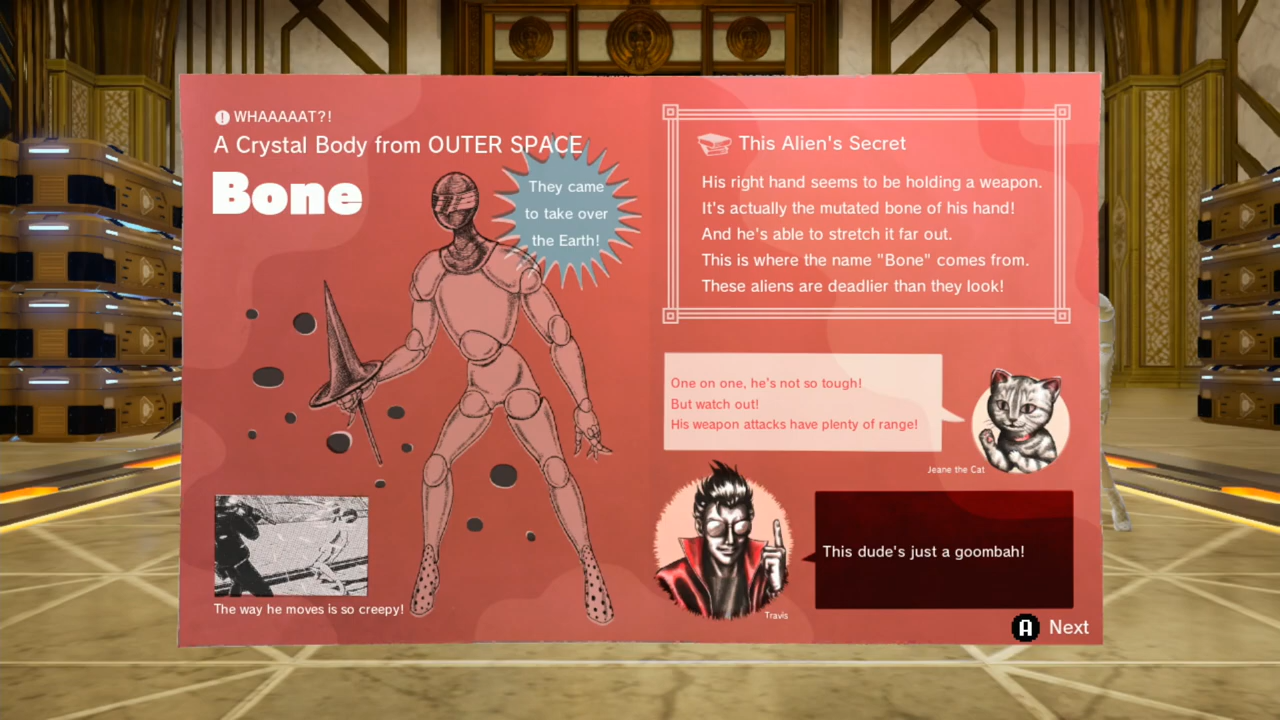 ! WHAAAAAT?!
A Crystal Body from OUTER SPACE
Bone
They came
to take over
the Earth!
The way he moves is so creepy!
This Alien's Secret
His right hand seems to be holding a weapon.
It's actually the mutated bone of his hand!
And he's able to stretch it far out.
This is where the name "Bone" comes from.
These aliens are deadlier than they look!
One on one, he's not so tough!
But watch out!
His weapon attacks have plenty of range!
Jeane the Cat
This dude's just a goombah!
Travis
A Next